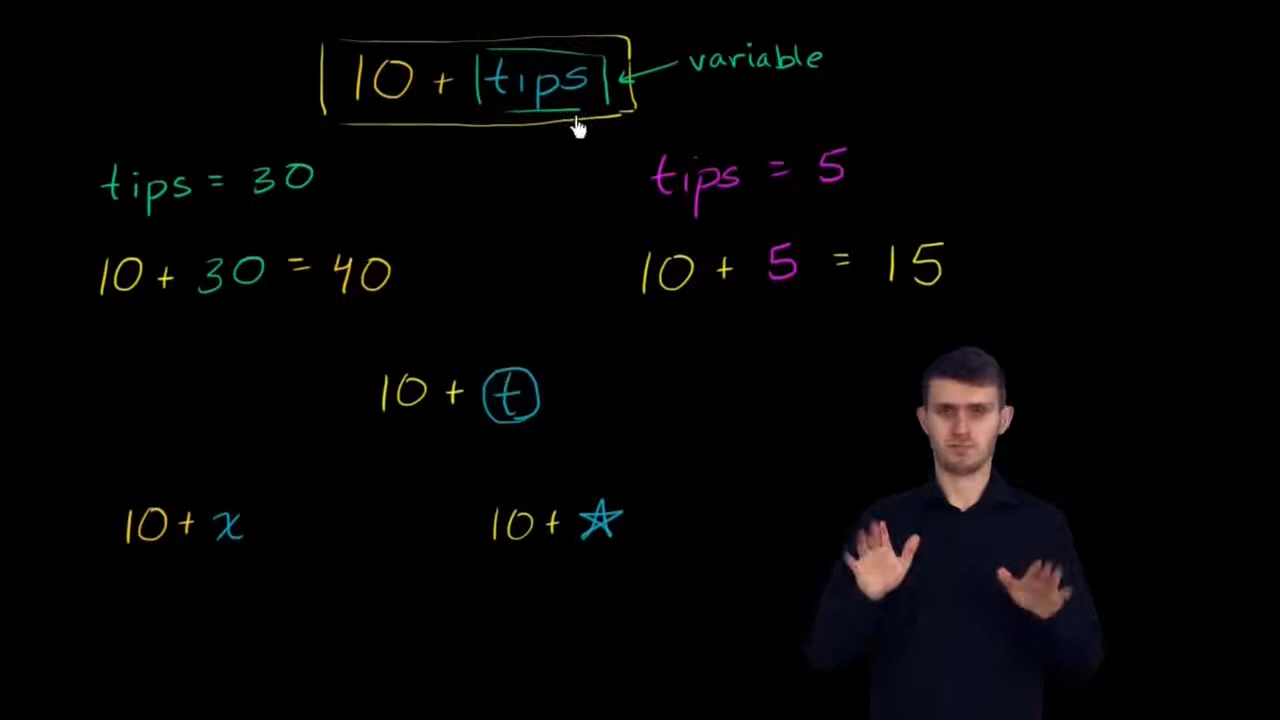 10 + tips
variable
tips = 30
tips = 5
10 + 30 = 40
10 + 5 = 15
10 + t
10 + x
10 + ☆